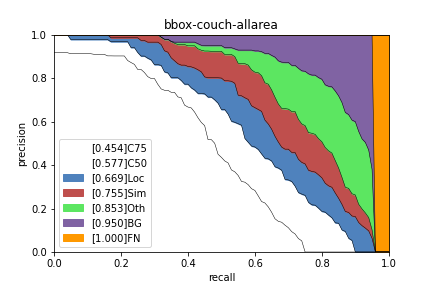 bbox-couch-allarea
1.0
0.8
0.6
0.4
0.2
0.0
precision
[0.454]C75
[0.577]C50
[0.669]Loc
[0.755]Sim
[0.853]Oth
[0.950]BG
[1.000]FN
0.0 0.2 0.4 0.6 0.8 1.0
recall